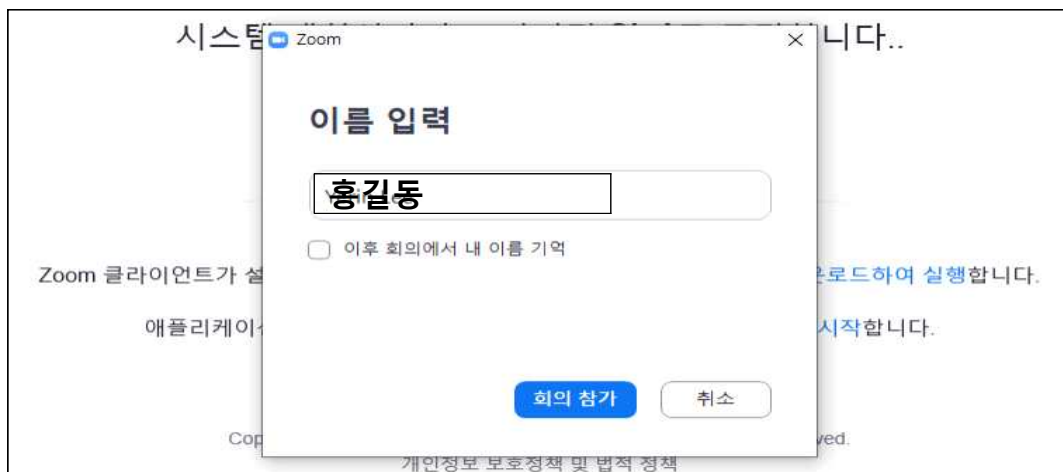 시스템
니다..
Zoom
이름 입력
홍길동
이후 회의에서 내 이름 기억
Zoom 클라이언트가 설
운로드하여 실행합니다.
애플리케이션
시작합니다.
회의 참가
취소
Cop
ved.
개인정보 보호정책 및 법적 정책